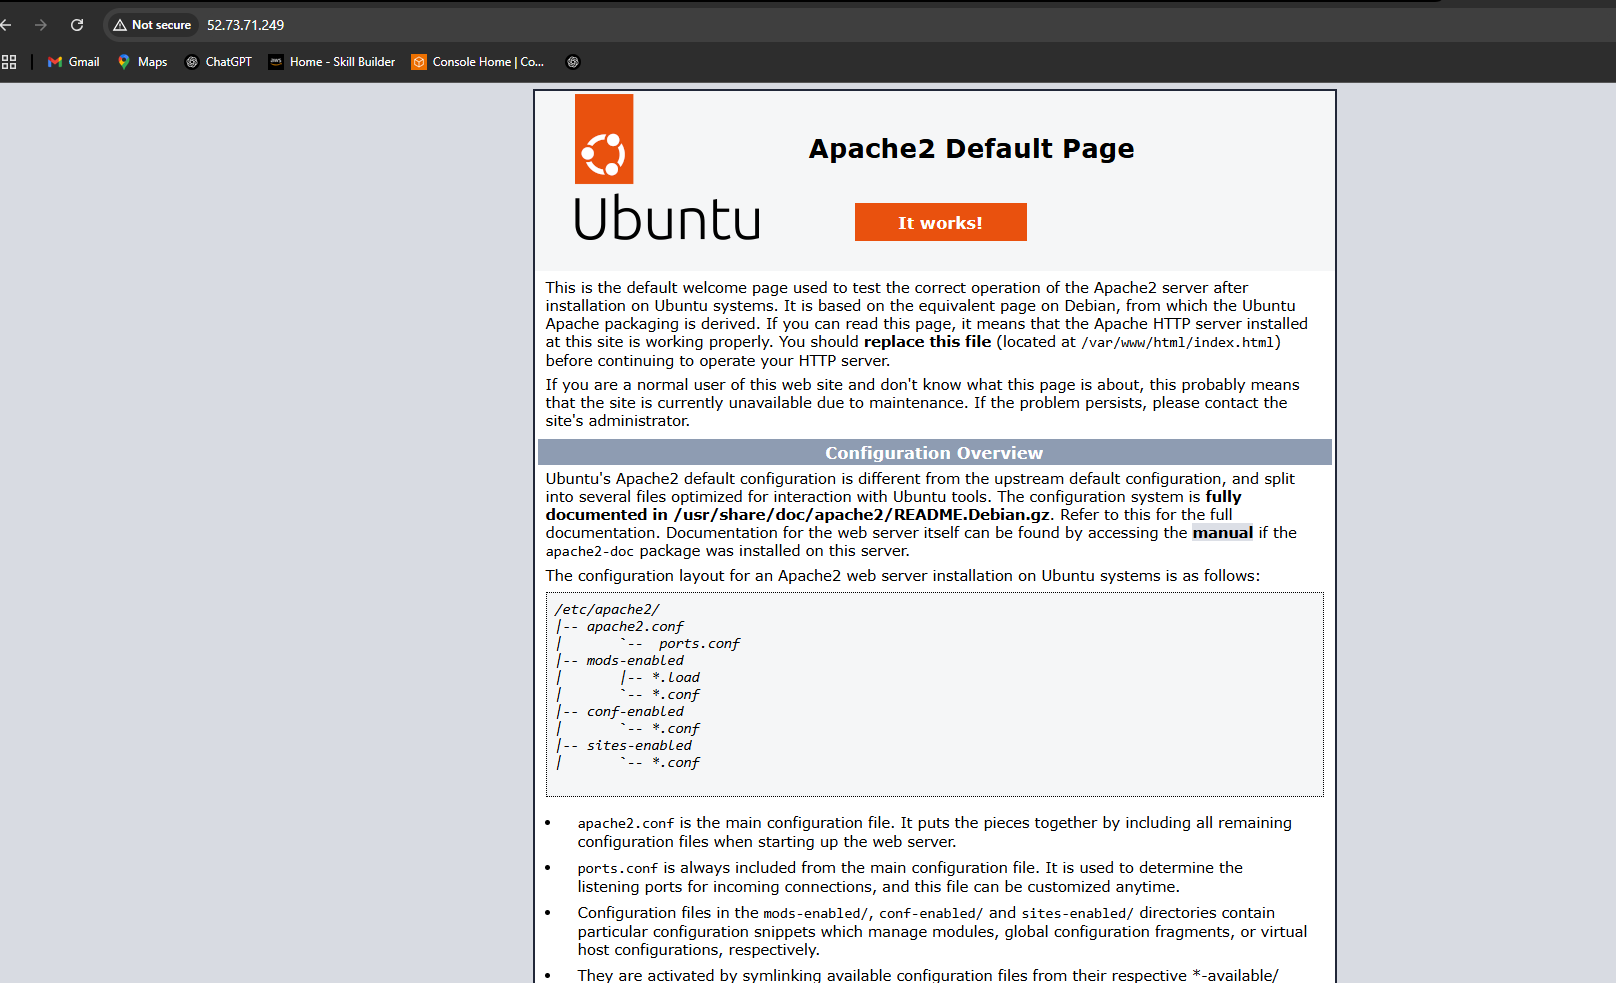 Not secure 52.73.71.249
Gmail Maps ChatGPT aws Home - Skill Builder Console Home | Co...
Apache2 Default Page
Ubuntu
It works!
This is the default welcome page used to test the correct operation of the Apache2 server after
installation on Ubuntu systems. It is based on the equivalent page on Debian, from which the Ubuntu
Apache packaging is derived. If you can read this page, it means that the Apache HTTP server installed
at this site is working properly. You should replace this file (located at /var/www/html/index.html)
before continuing to operate your HTTP server.
If you are a normal user of this web site and don't know what this page is about, this probably means
that the site is currently unavailable due to maintenance. If the problem persists, please contact the
site's administrator.
Configuration Overview
Ubuntu's Apache2 default configuration is different from the upstream default configuration, and split
into several files optimized for interaction with Ubuntu tools. The configuration system is fully
documented in /usr/share/doc/apache2/README.Debian.gz. Refer to this for the full
documentation. Documentation for the web server itself can be found by accessing the manual if the
apache2-doc package was installed on this server.
The configuration layout for an Apache2 web server installation on Ubuntu systems is as follows:
/etc/apache2/
|-- apache2.conf
|       `--  ports.conf
|-- mods-enabled
|       |-- *.load
|       `-- *.conf
|-- conf-enabled
|       `-- *.conf
|-- sites-enabled
|       `-- *.conf
• apache2.conf is the main configuration file. It puts the pieces together by including all remaining
configuration files when starting up the web server.
• ports.conf is always included from the main configuration file. It is used to determine the
listening ports for incoming connections, and this file can be customized anytime.
• Configuration files in the mods-enabled/, conf-enabled/ and sites-enabled/ directories contain
particular configuration snippets which manage modules, global configuration fragments, or virtual
host configurations, respectively.
• They are activated by symlinking available configuration files from their respective *-available/